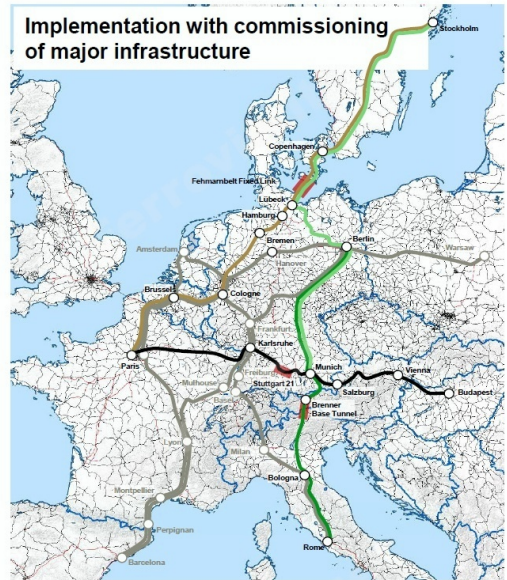 Implementation with commissioning
of major infrastructure
Stockholm
Copenhagen
Fehmarnbelt Fixed Link
Lübeck
Hamburg
Bremen
Berlin
Amsterdam
Hanover
Warsaw
Brussels
Cologne
Frankfurt
Karlsruhe
Paris
Freiburg
Stuttgart 21
Munich
Vienna
Mulhouse
Salzburg
Budapest
Basel
Brenner
Base Tunnel
Lyon
Milan
Bologna
Montpellier
Perpignan
Rome
Barcelona